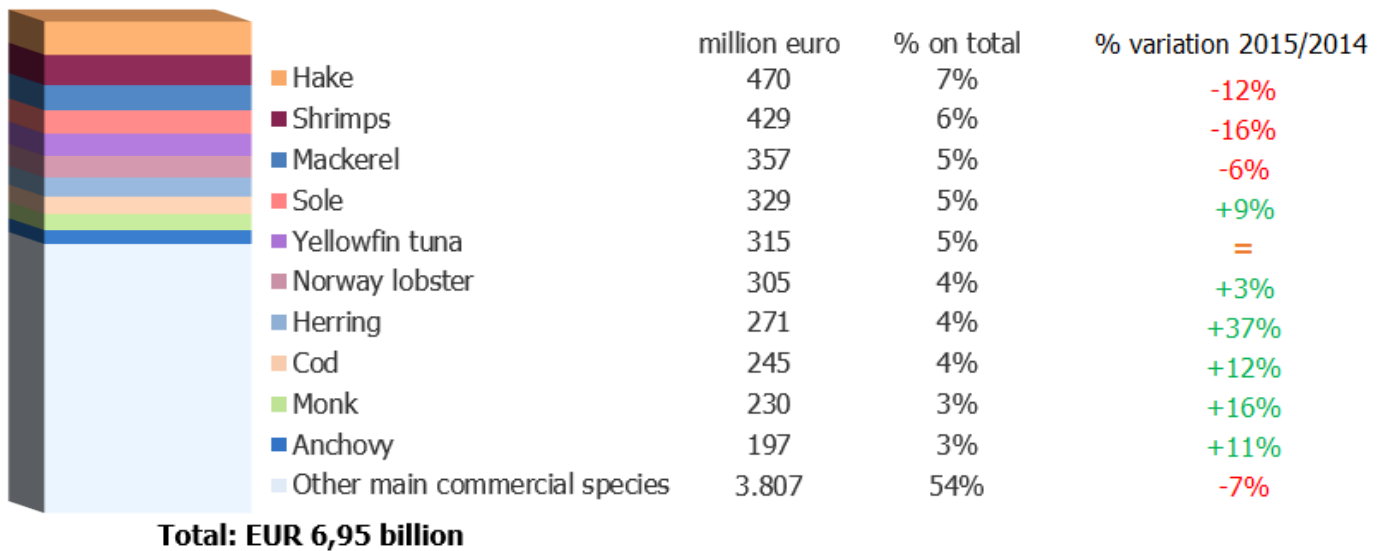 million euro % on total % variation 2015/2014
Hake 470 7% -12%
Shrimps 429 6% -16%
Mackerel 357 5% -6%
Sole 329 5% +9%
Yellowfin tuna 315 5% =
Norway lobster 305 4% +3%
Herring 271 4% +37%
Cod 245 4% +12%
Monk 230 3% +16%
Anchovy 197 3% +11%
Other main commercial species 3.807 54% -7%
Total: EUR 6,95 billion